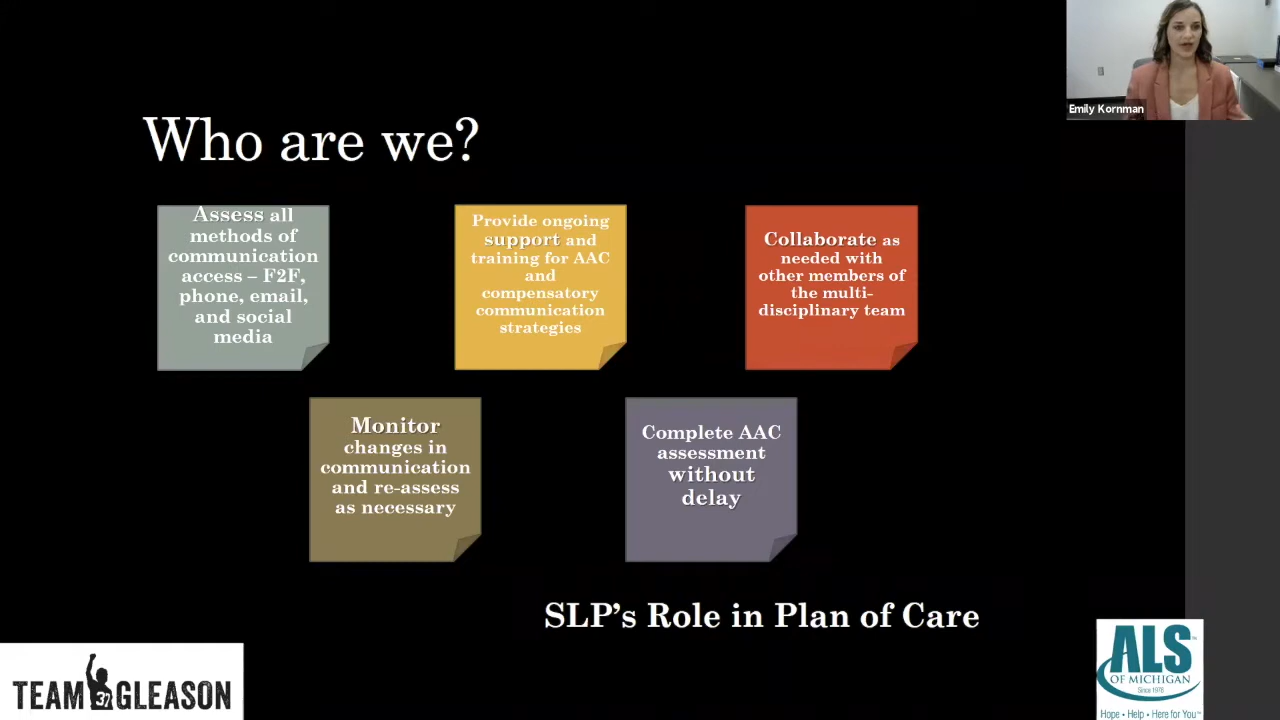 Emily Kornman
Who are we?
Assess all
methods of
communication
access – F2F,
phone, email,
and social
media
Provide ongoing
support and
training for AAC
and
compensatory
communication
strategies
Collaborate as
needed with
other members of
the multi-
disciplinary team
Monitor
changes in
communication
and re-assess
as necessary
Complete AAC
assessment
without
delay
SLP's Role in Plan of Care
TEAM GLEASON
37
ALS
OF MICHIGAN
Since 1978
Hope • Help • Here for You™